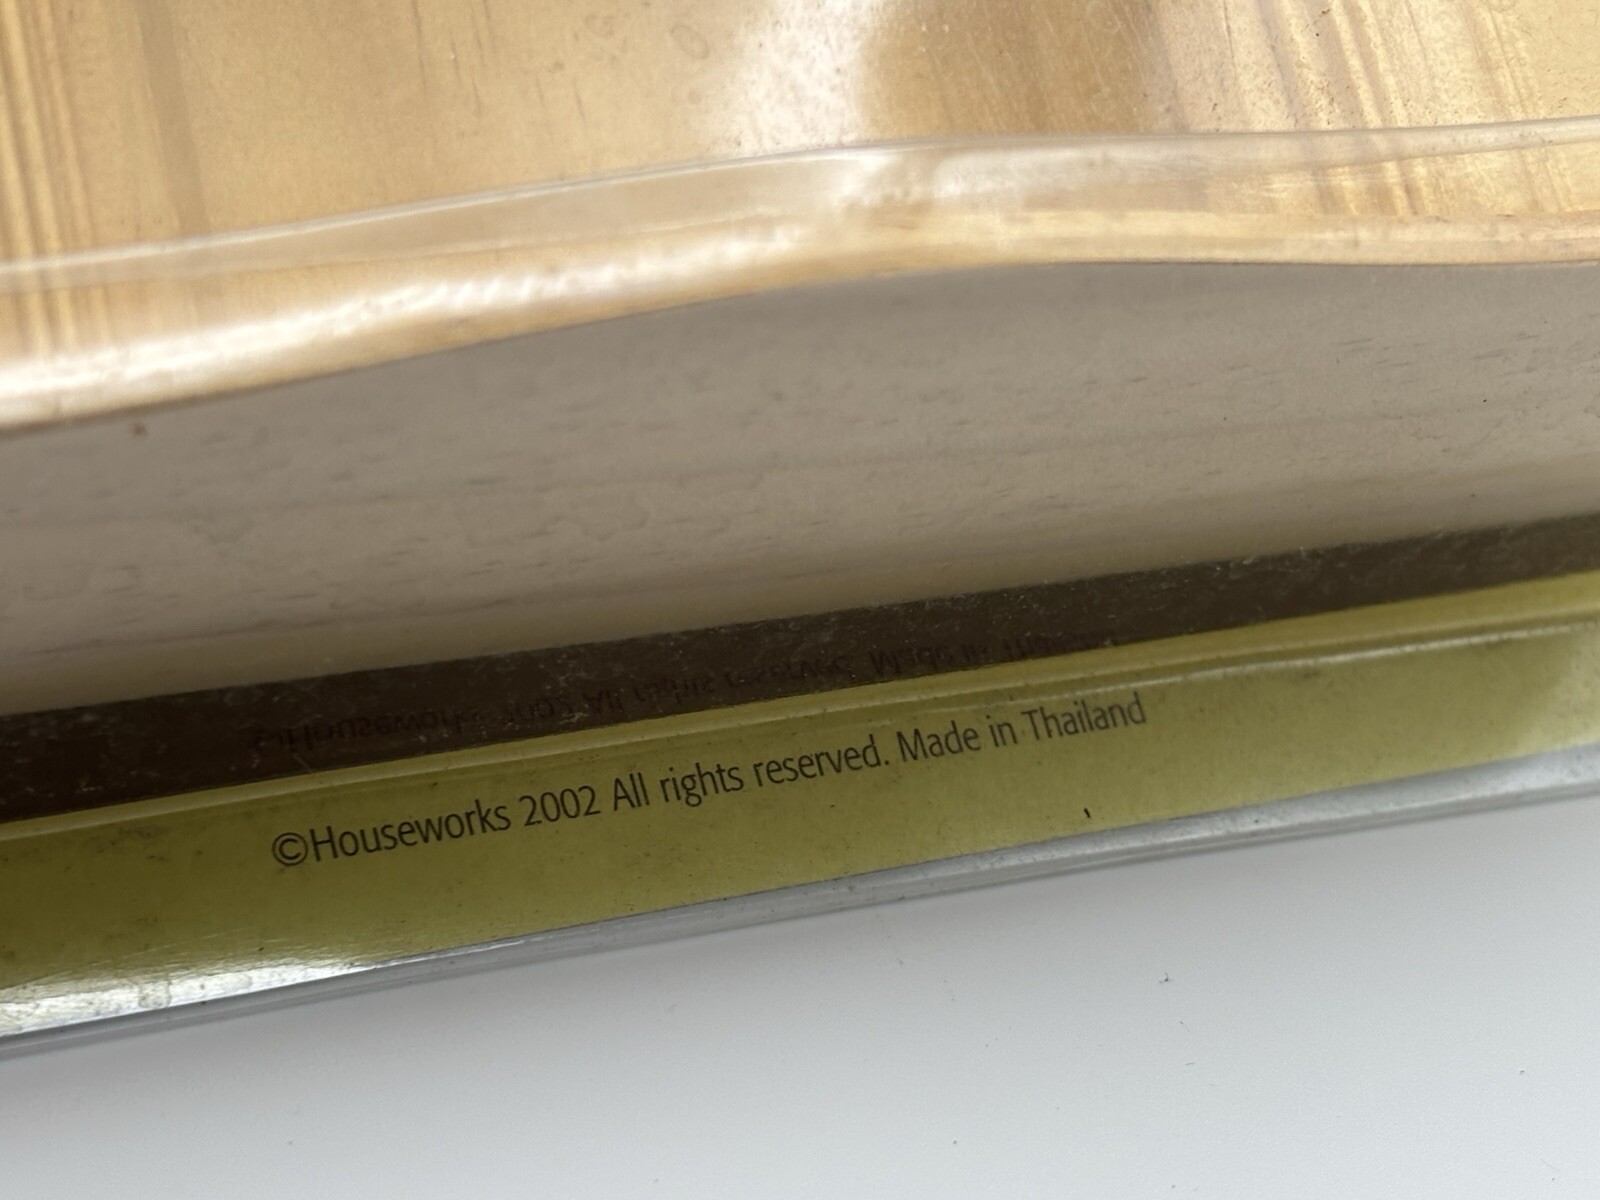 ©Houseworks 2002 All rights reserved. Made in Thailand